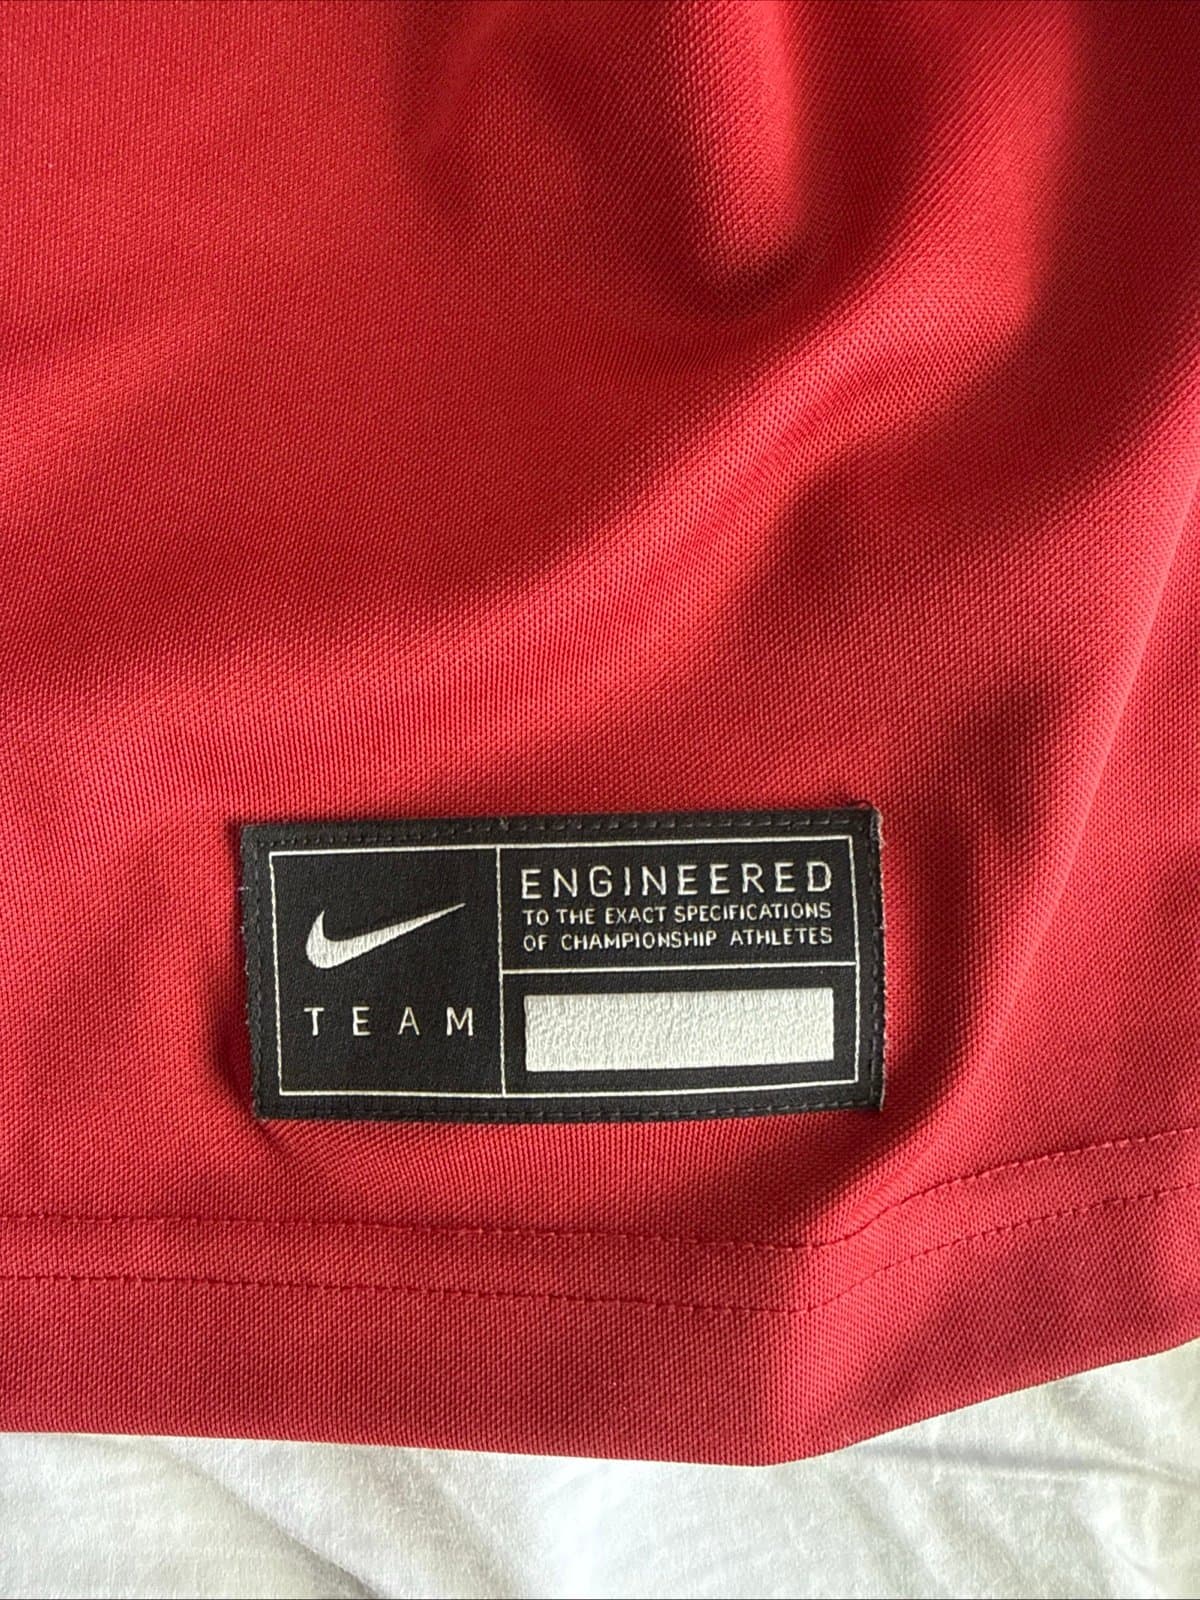 TEAM
ENGINEERED
TO THE EXACT SPECIFICATIONS
OF CHAMPIONSHIP ATHLETES